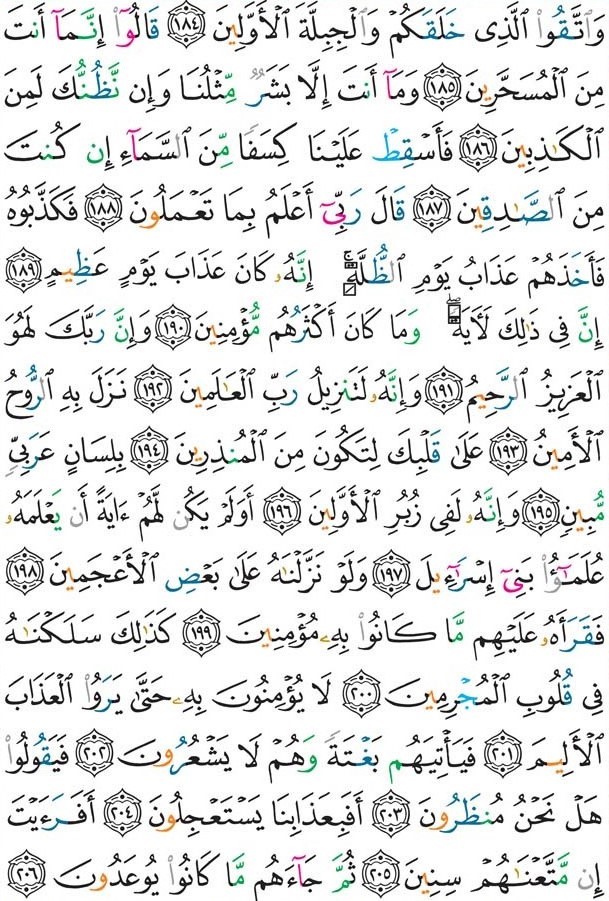 وَٱتَّقُوا۟ ٱلَّذِى خَلَقَكُمْ وَٱلْجِبِلَّةَ ٱلْأَوَّلِينَ ١٨٤ قَالُوٓا۟ إِنَّمَآ أَنتَ
مِنَ ٱلْمُسَحَّرِينَ ١٨٥ وَمَآ أَنتَ إِلَّا بَشَرٌ مِّثْلُنَا وَإِن نَّظُنُّكَ لَمِنَ
ٱلْكَـٰذِبِينَ ١٨٦ فَأَسْقِطْ عَلَيْنَا كِسَفًا مِّنَ ٱلسَّمَآءِ إِن كُنتَ
مِنَ ٱلصَّـٰدِقِينَ ١٨٧ قَالَ رَبِّىٓ أَعْلَمُ بِمَا تَعْمَلُونَ ١٨٨ فَكَذَّبُوهُ
فَأَخَذَهُمْ عَذَابُ يَوْمِ ٱلظُّلَّةِ ۚ إِنَّهُۥ كَانَ عَذَابَ يَوْمٍ عَظِيمٍ ١٨٩
إِنَّ فِى ذَٰلِكَ لَـَٔايَةً ۖ وَمَا كَانَ أَكْثَرُهُم مُّؤْمِنِينَ ١٩٠ وَإِنَّ رَبَّكَ لَهُوَ
ٱلْعَزِيزُ ٱلرَّحِيمُ ١٩١ وَإِنَّهُۥ لَتَنزِيلُ رَبِّ ٱلْعَـٰلَمِينَ ١٩٢ نَزَلَ بِهِ ٱلرُّوحُ
ٱلْأَمِينُ ١٩٣ عَلَىٰ قَلْبِكَ لِتَكُونَ مِنَ ٱلْمُنذِرِينَ ١٩٤ بِلِسَانٍ عَرَبِىٍّ
مُّبِينٍ ١٩٥ وَإِنَّهُۥ لَفِى زُبُرِ ٱلْأَوَّلِينَ ١٩٦ أَوَلَمْ يَكُن لَّهُمْ ءَايَةً أَن يَعْلَمَهُۥ
عُلَمَـٰٓؤُا۟ بَنِىٓ إِسْرَٰٓءِيلَ ١٩٧ وَلَوْ نَزَّلْنَـٰهُ عَلَىٰ بَعْضِ ٱلْأَعْجَمِينَ ١٩٨
فَقَرَأَهُۥ عَلَيْهِم مَّا كَانُوا۟ بِهِۦ مُؤْمِنِينَ ١٩٩ كَذَٰلِكَ سَلَكْنَـٰهُ
فِى قُلُوبِ ٱلْمُجْرِمِينَ ٢٠٠ لَا يُؤْمِنُونَ بِهِۦ حَتَّىٰ يَرَوُا۟ ٱلْعَذَابَ
ٱلْأَلِيمَ ٢٠١ فَيَأْتِيَهُم بَغْتَةً وَهُمْ لَا يَشْعُرُونَ ٢٠٢ فَيَقُولُوا۟
هَلْ نَحْنُ مُنظَرُونَ ٢٠٣ أَفَبِعَذَابِنَا يَسْتَعْجِلُونَ ٢٠٤ أَفَرَءَيْتَ
إِن مَّتَّعْنَـٰهُمْ سِنِينَ ٢٠٥ ثُمَّ جَآءَهُم مَّا كَانُوا۟ يُوعَدُونَ ٢٠٦